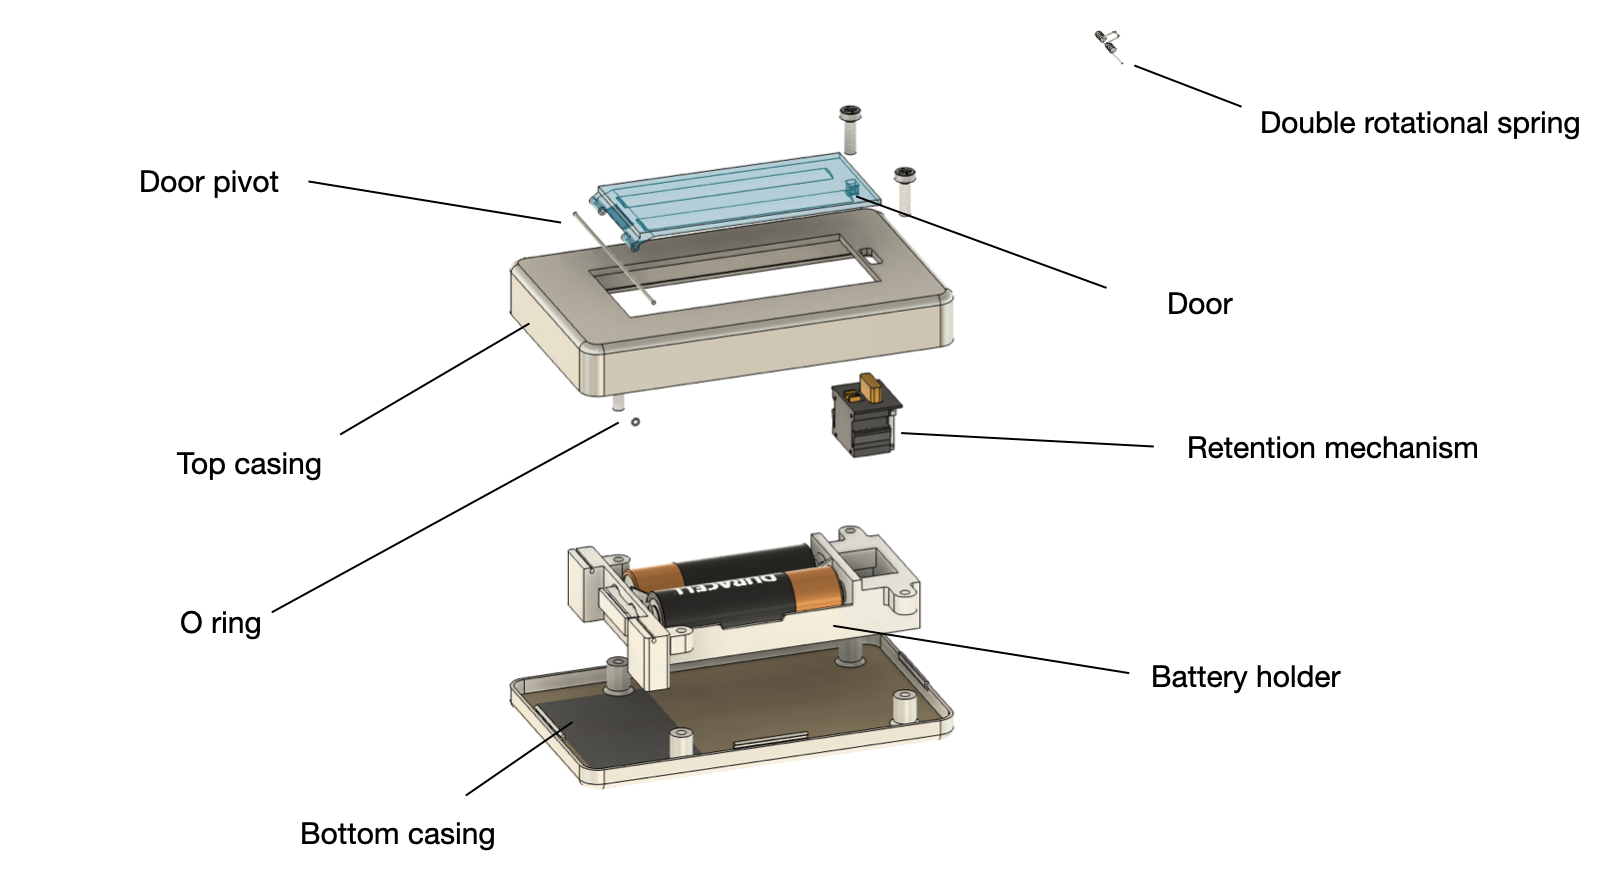 Double rotational spring
Door pivot
Door
Top casing
Retention mechanism
DURACELL
O ring
Battery holder
Bottom casing